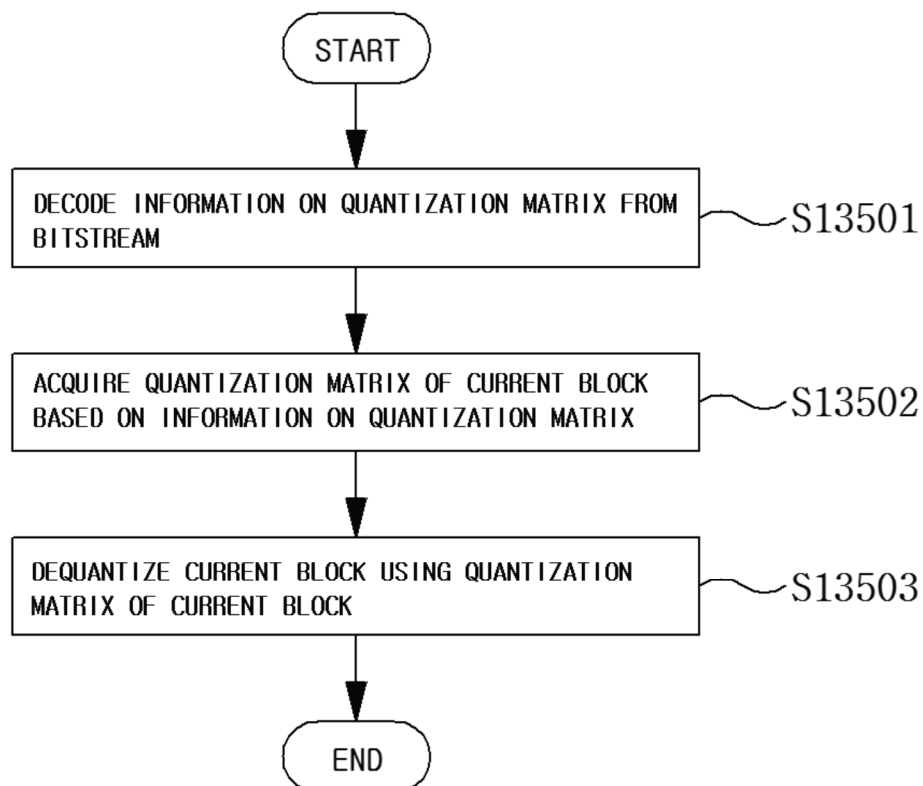 START
DECODE INFORMATION ON QUANTIZATION MATRIX FROM
BITSTREAM
S13501
ACQUIRE QUANTIZATION MATRIX OF CURRENT BLOCK
BASED ON INFORMATION ON QUANTIZATION MATRIX
S13502
DEQUANTIZE CURRENT BLOCK USING QUANTIZATION
MATRIX OF CURRENT BLOCK
S13503
END